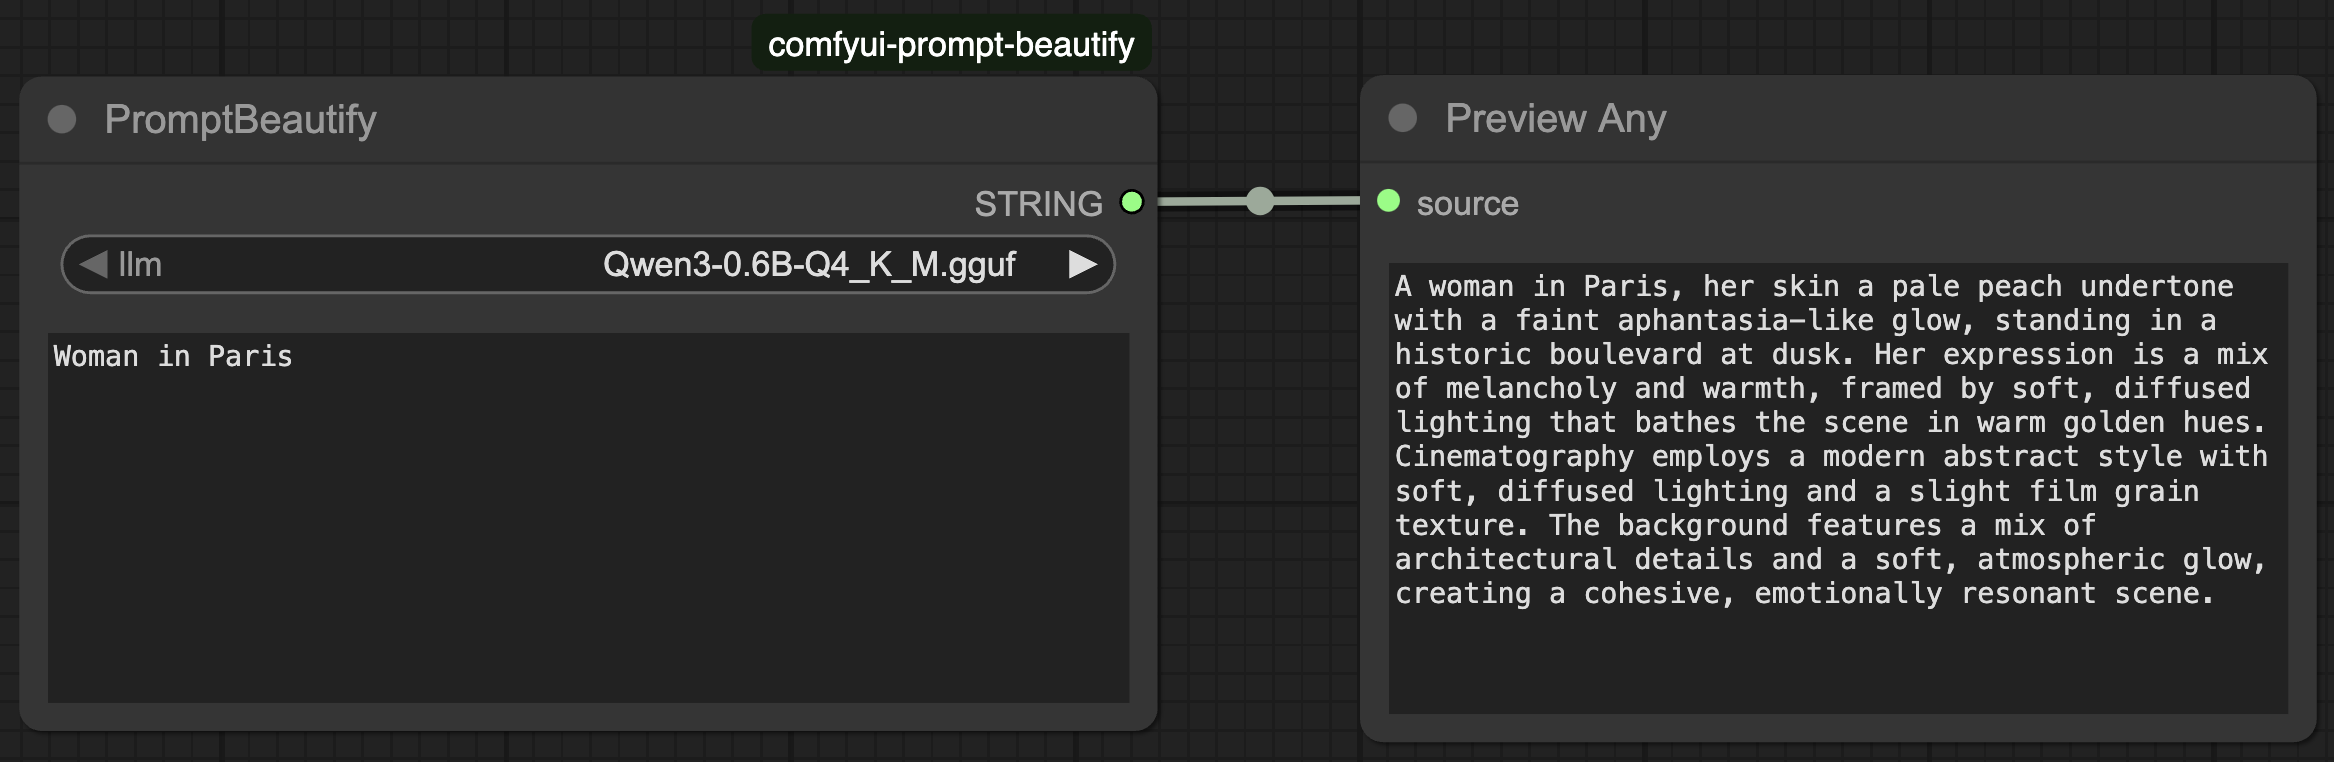 comfyui-prompt-beautify
PromptBeautify
STRING
llm Qwen3-0.6B-Q4_K_M.gguf
Woman in Paris
Preview Any
source
A woman in Paris, her skin a pale peach undertone
with a faint aphantasia-like glow, standing in a
historic boulevard at dusk. Her expression is a mix
of melancholy and warmth, framed by soft, diffused
lighting that bathes the scene in warm golden hues.
Cinematography employs a modern abstract style with
soft, diffused lighting and a slight film grain
texture. The background features a mix of
architectural details and a soft, atmospheric glow,
creating a cohesive, emotionally resonant scene.